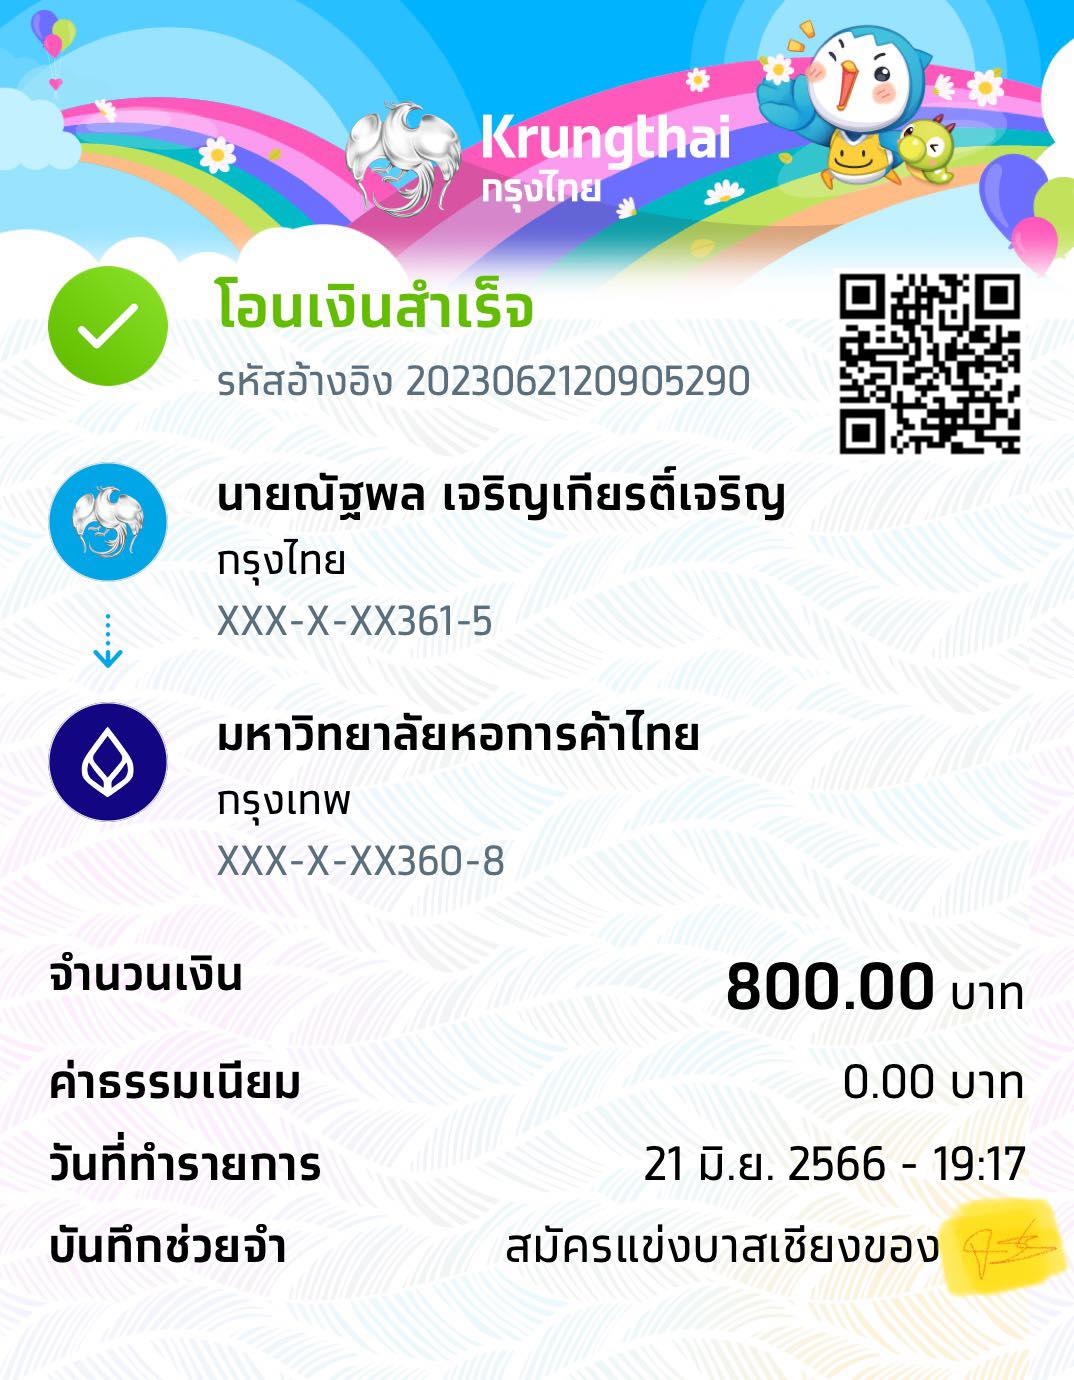 Krungthai
กรุงไทย
โอนเงินสำเร็จ
รหัสอ้างอิง 2023062120905290
นายณัฐพล เจริญเกียรติ์เจริญ
กรุงไทย
XXX-X-XX361-5
มหาวิทยาลัยหอการค้าไทย
กรุงเทพ
XXX-X-XX360-8
จำนวนเงิน 800.00 บาท
ค่าธรรมเนียม 0.00 บาท
วันที่ทำรายการ 21 มิ.ย. 2566 - 19:17
บันทึกช่วยจำ สมัครแข่งบาสเชียงของ